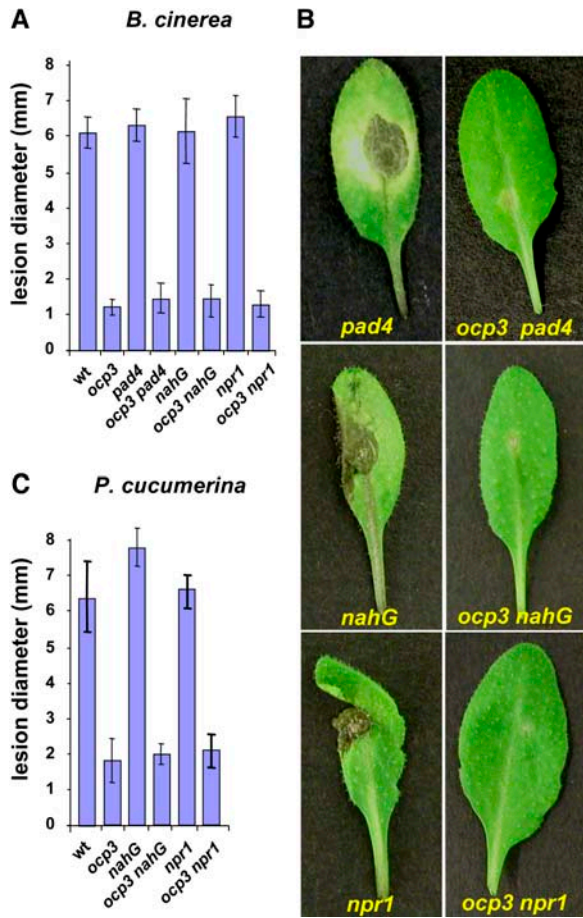 A
B. cinerea
lesion diameter (mm)
8
7
6
5
4
3
2
1
0
wt
ocp3
pad4
ocp3 pad4
nahG
ocp3 nahG
npr1
ocp3 npr1
B
pad4
ocp3 pad4
nahG
ocp3 nahG
npr1
ocp3 npr1
C
P. cucumerina
lesion diameter (mm)
8
7
6
5
4
3
2
1
0
wt
ocp3
nahG
ocp3 nahG
npr1
ocp3 npr1